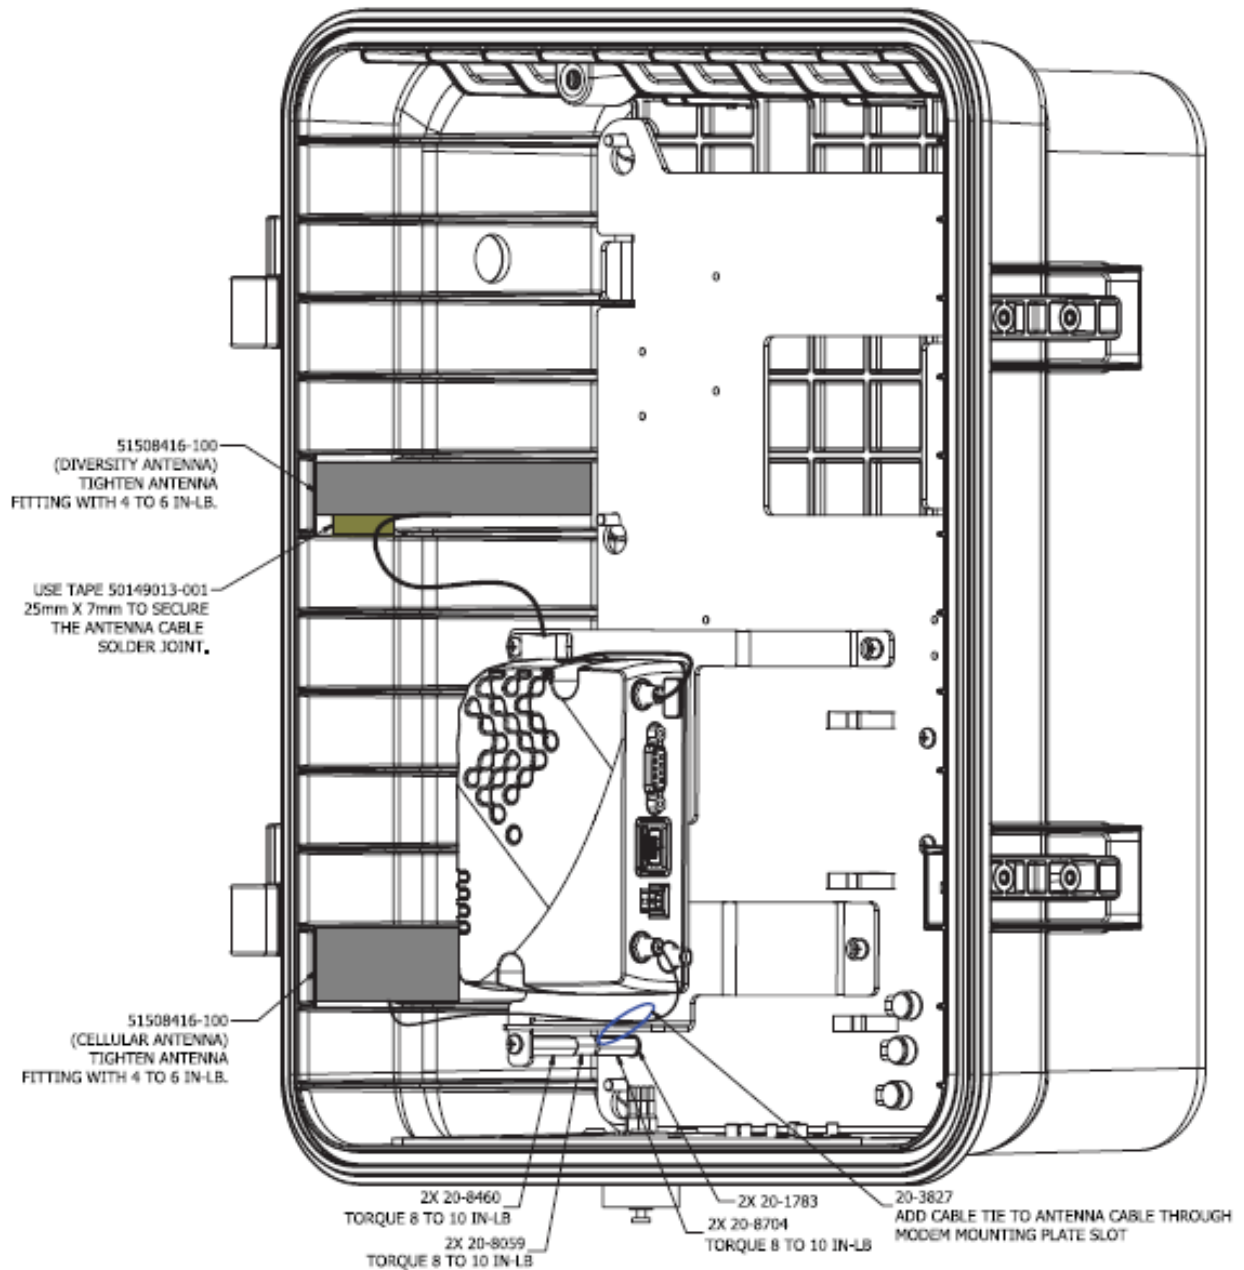 51508416-100
(DIVERSITY ANTENNA)
TIGHTEN ANTENNA
FITTING WITH 4 TO 6 IN-LB.
USE TAPE 50149013-001
25mm X 7mm TO SECURE
THE ANTENNA CABLE
SOLDER JOINT.
51508416-100
(CELLULAR ANTENNA)
TIGHTEN ANTENNA
FITTING WITH 4 TO 6 IN-LB.
2X 20-8460
TORQUE 8 TO 10 IN-LB
2X 20-8059
TORQUE 8 TO 10 IN-LB
2X 20-1783
2X 20-8704
TORQUE 8 TO 10 IN-LB
20-3827
ADD CABLE TIE TO ANTENNA CABLE THROUGH
MODEM MOUNTING PLATE SLOT